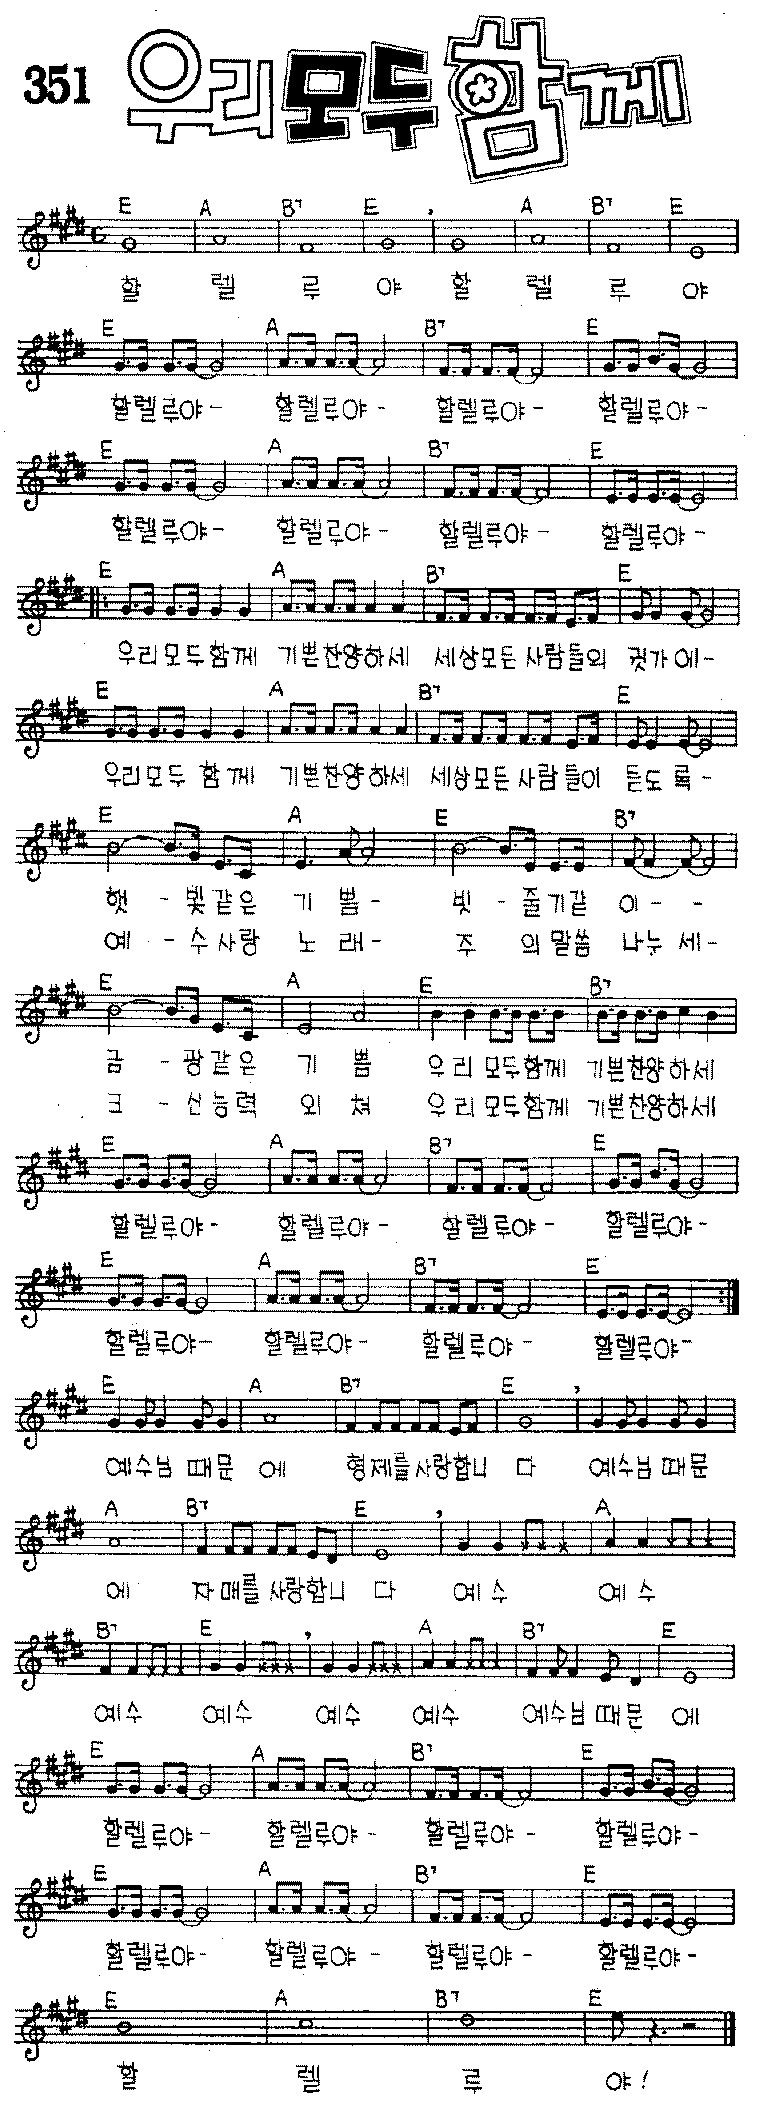 351 우리모두함께
E A B7 E , A B7 E
할 렐 루 야 할 렐 루 야
E A B7 E
할렐루야- 할렐루야- 할렐루야- 할렐루야-
E A B7 E
할렐루야- 할렐루야- 할렐루야- 할렐루야-
E A B7 E
우리모두함께 기쁜찬양하세 세상모든사람들의 귓가에-
E A B7 E
우리모두 함께 기쁜찬양하세 세상모든사람들이 듣도록-
E A E B7
햇 - 빛같은 기 쁨- 빗 - 줄기같 이- -
예 - 수사랑 노 래- 주 의말씀 나누 세-
E A E B7
금 - 광같은 기 쁨 우리 모두함께 기쁜찬양하세
크 - 신능력 외 쳐 우리 모두함께 기쁜찬양하세
E A B7 E
할렐루야- 할렐루야- 할렐루야- 할렐루야-
E A B7 E
할렐루야- 할렐루야- 할렐루야- 할렐루야-
E A B7 E ,
예수님 때문 에 형제를사랑합니 다 예수님때문
A B7 E , A
에 자매를 사랑합니 다 예수 예수
B7 E , A B7 E
예수 예수 예수 예수 예수님때문 에
E A B7 E
할렐루야- 할렐루야- 할렐루야- 할렐루야-
E A B7 E
할렐루야- 할렐루야- 할렐루야- 할렐루야-
E A B7 E
할 렐 루 야!